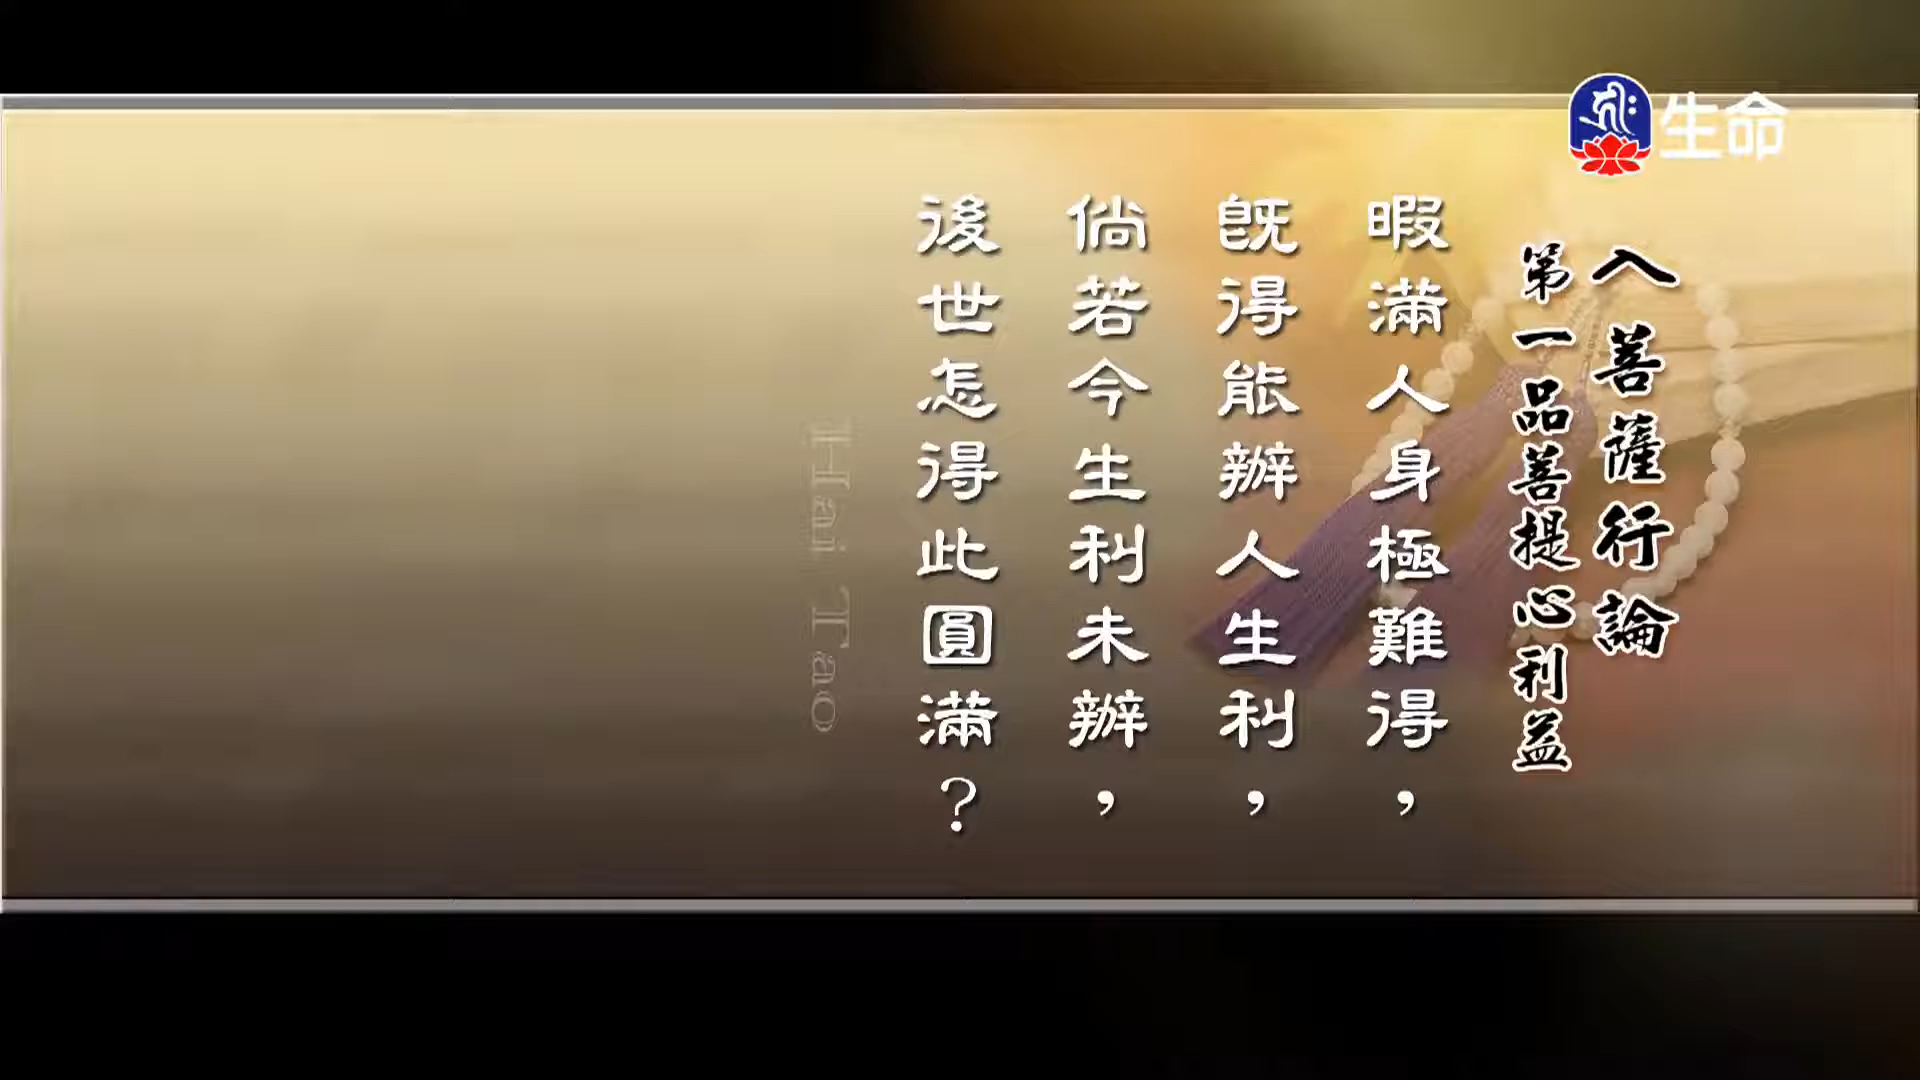 生命
入菩薩行論
第一品菩提心利益
暇滿人身極難得，
既得能辦人生利，
倘若今生利未辦，
後世怎得此圓滿？
Hai Tao